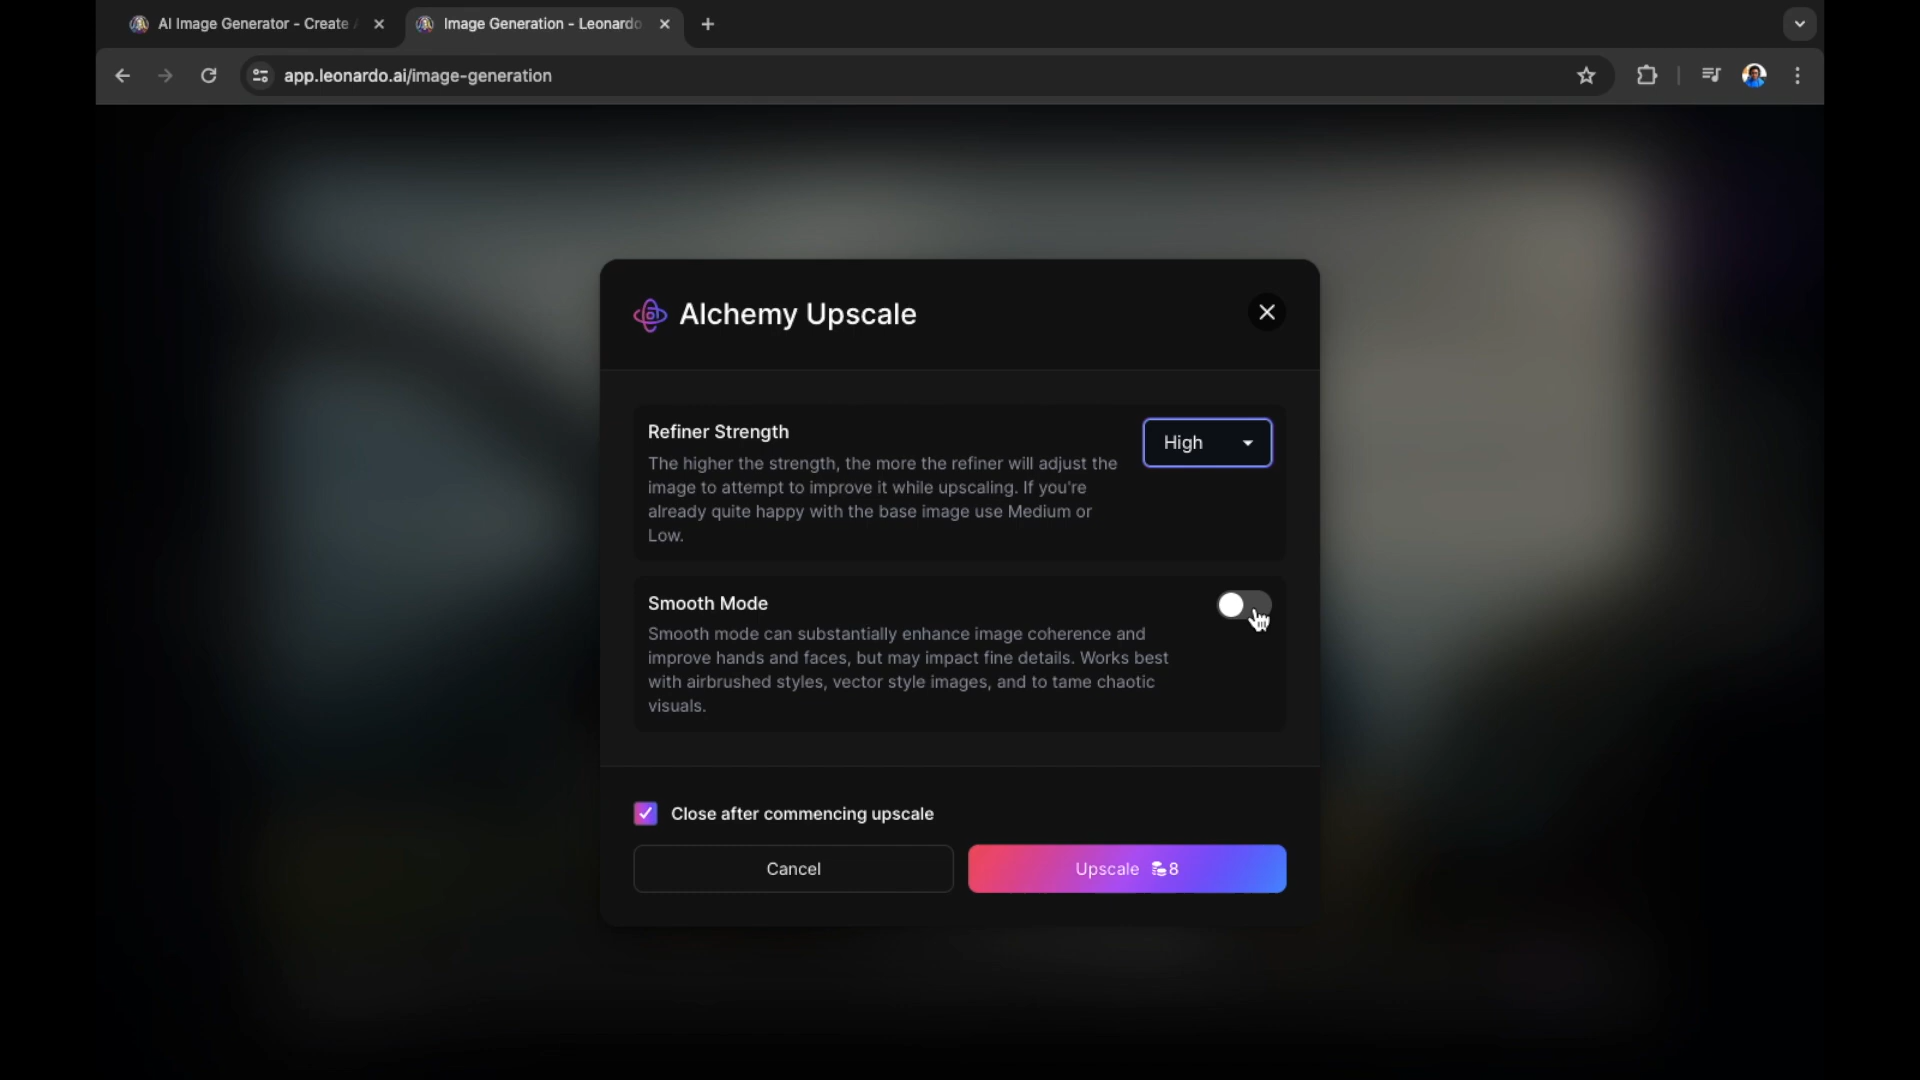 AI Image Generator - Create
Image Generation - Leonardo
app.leonardo.ai/image-generation
Alchemy Upscale
Refiner Strength
High
The higher the strength, the more the refiner will adjust the
image to attempt to improve it while upscaling. If you're
already quite happy with the base image use Medium or
Low.
Smooth Mode
Smooth mode can substantially enhance image coherence and
improve hands and faces, but may impact fine details. Works best
with airbrushed styles, vector style images, and to tame chaotic
visuals.
Close after commencing upscale
Cancel
Upscale 8